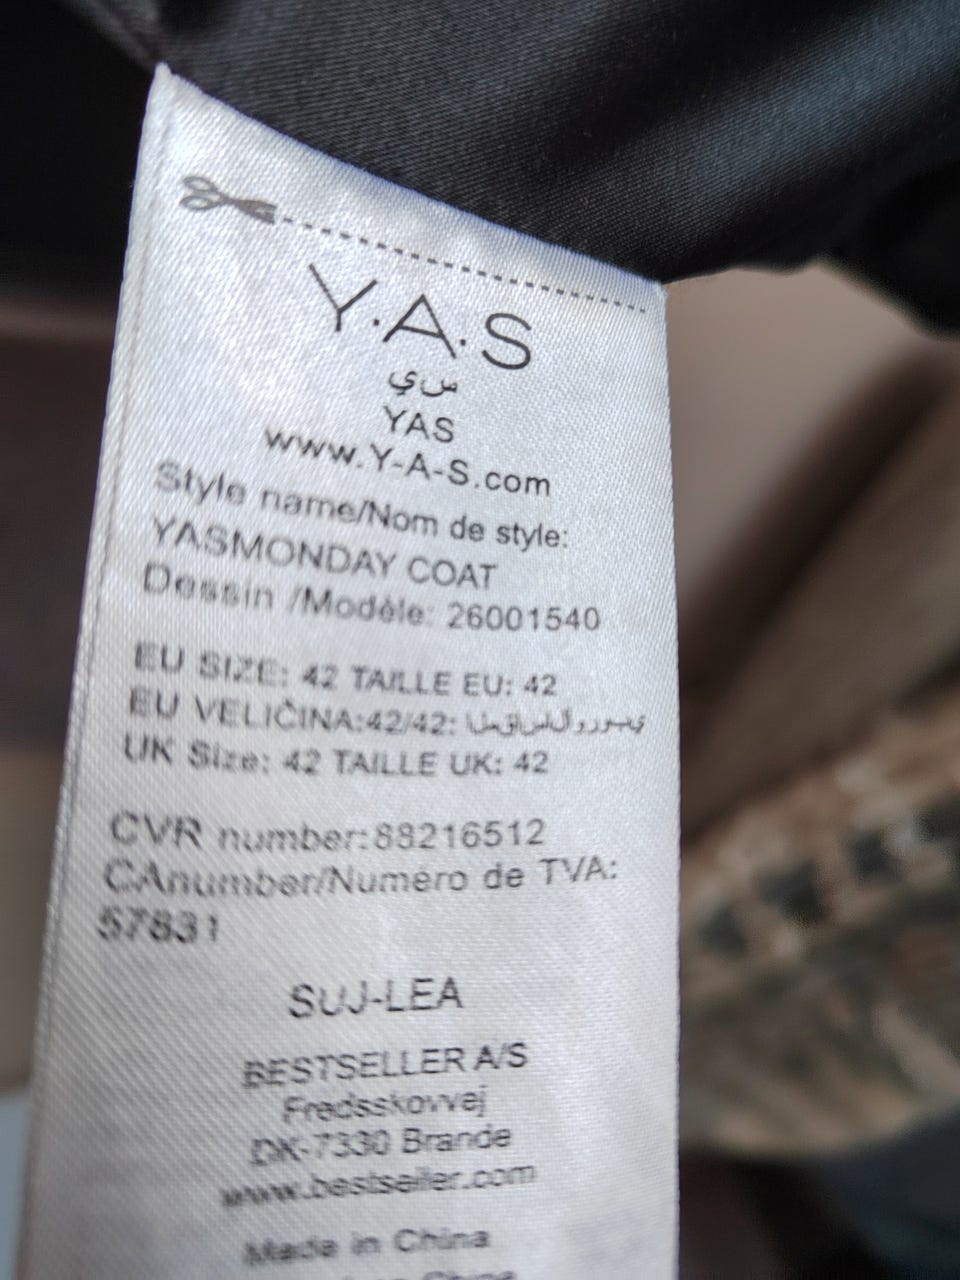 Y.A.S
YAS
www.Y-A-S.com
Style name/Nom de style:
YASMONDAY COAT
Dessin /Modèle: 26001540
EU SIZE: 42 TAILLE EU: 42
EU VELIČINA:42/42:
UK Size: 42 TAILLE UK: 42
CVR number:88216512
CAnumber/Numéro de TVA:
57831
SUJ-LEA
BESTSELLER A/S
Fredsskovvej
DK-7330 Brande
www.bestseller.com
Made in China